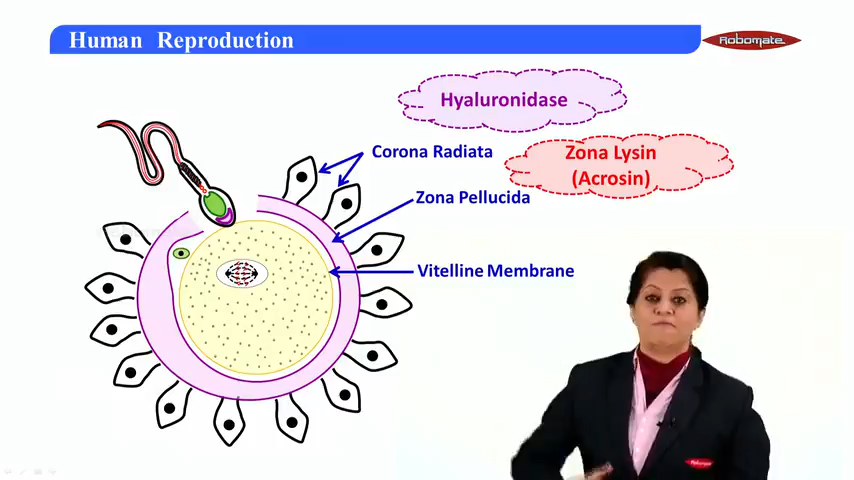 Human Reproduction
Robomate
Hyaluronidase
Corona Radiata
Zona Lysin
(Acrosin)
Zona Pellucida
Vitelline Membrane